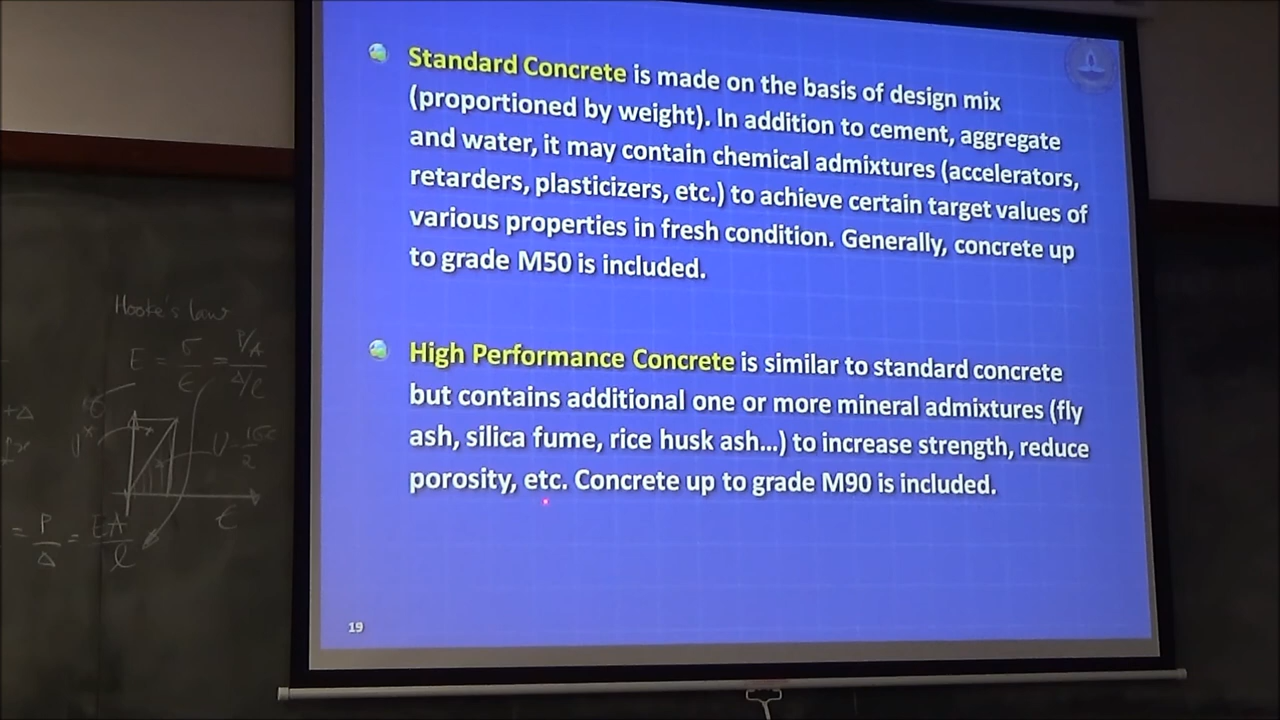 Standard Concrete is made on the basis of design mix
(proportioned by weight). In addition to cement, aggregate
and water, it may contain chemical admixtures (accelerators,
retarders, plasticizers, etc.) to achieve certain target values of
various properties in fresh condition. Generally, concrete up
to grade M50 is included.
High Performance Concrete is similar to standard concrete
but contains additional one or more mineral admixtures (fly
ash, silica fume, rice husk ash...) to increase strength, reduce
porosity, etc. Concrete up to grade M90 is included.
19
Hooke's law
E = σ/ε = P/A / Δ/l
+Δ
U*
ε
= P/Δ = EA/l